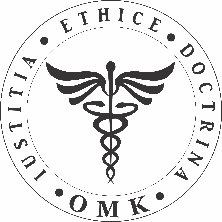 IUSTITIA · ETHICE · DOCTRINA
· OMK ·